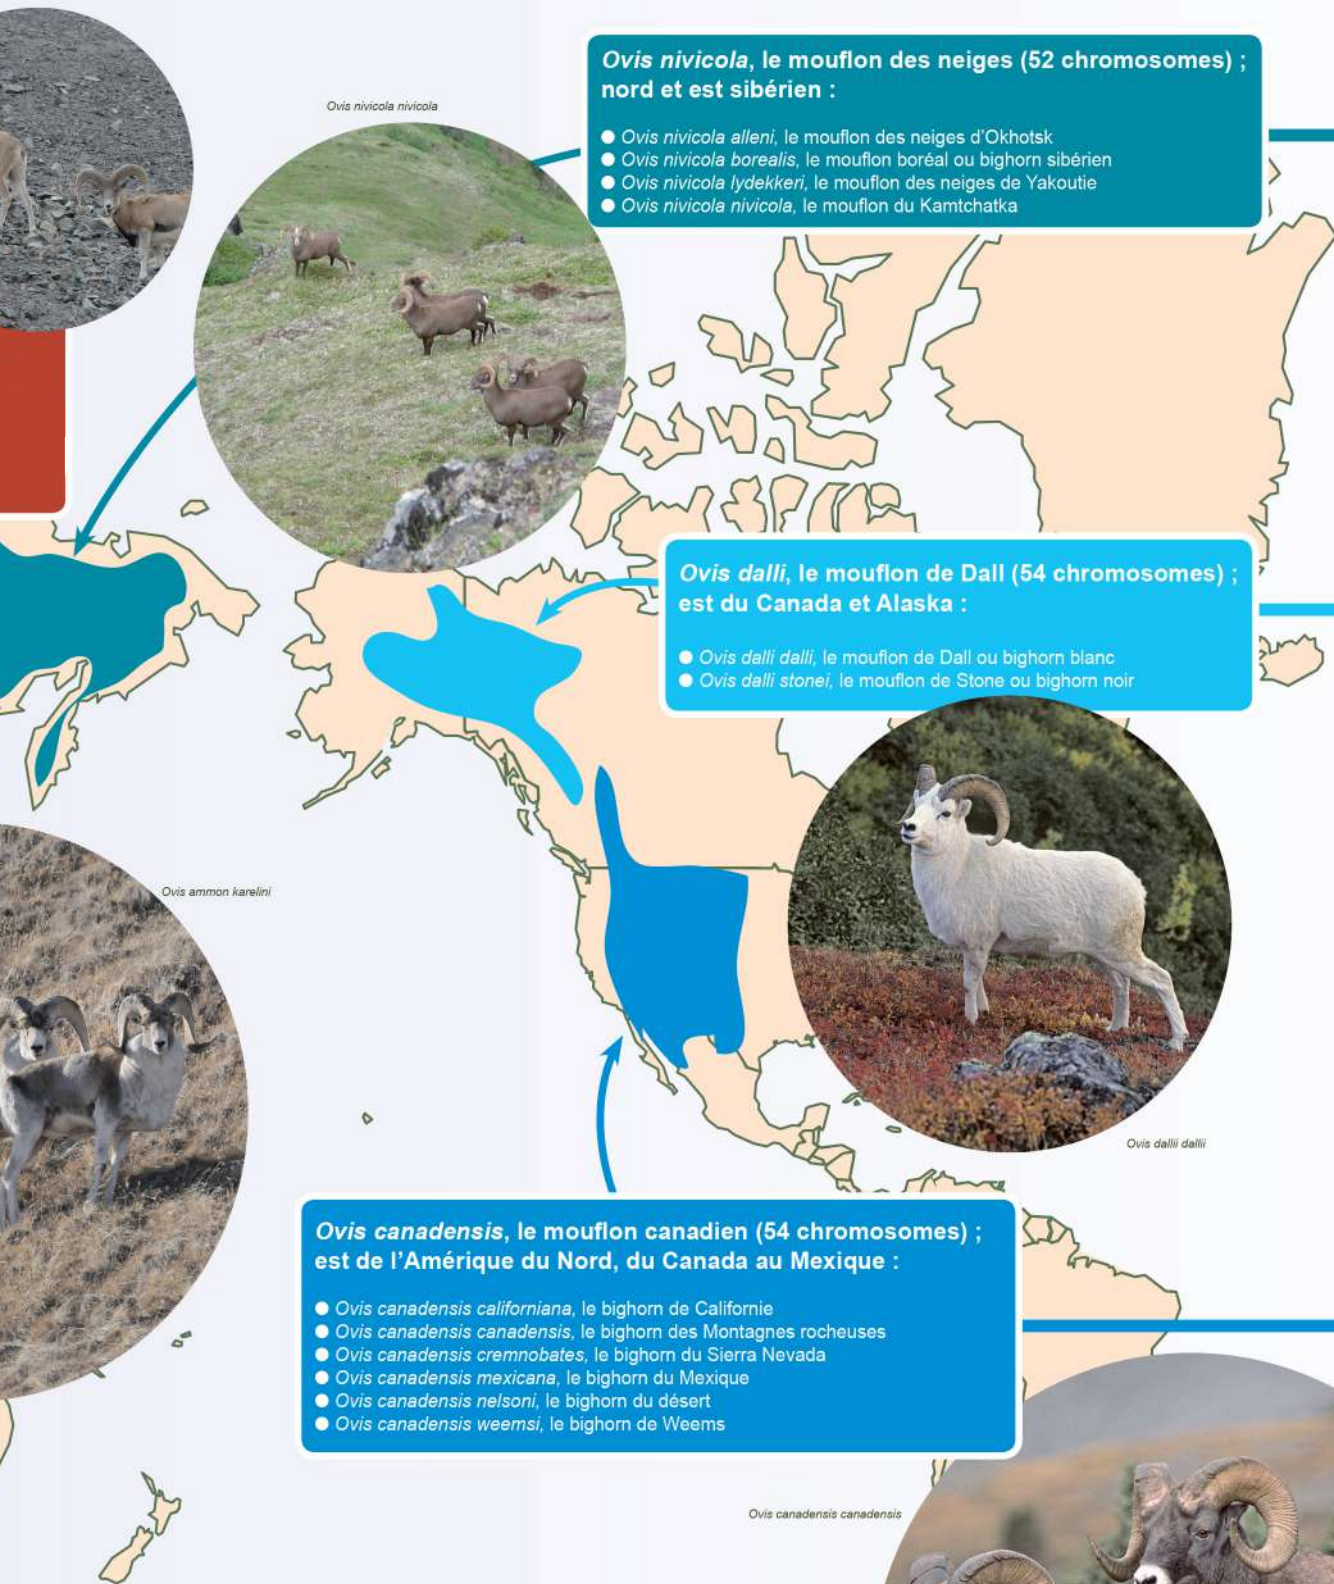 Ovis nivicola nivicola
Ovis nivicola, le mouflon des neiges (52 chromosomes) ;
nord et est sibérien :
● Ovis nivicola alleni, le mouflon des neiges d'Okhotsk
● Ovis nivicola borealis, le mouflon boréal ou bighorn sibérien
● Ovis nivicola lydekkeri, le mouflon des neiges de Yakoutie
● Ovis nivicola nivicola, le mouflon du Kamtchatka
Ovis dalli, le mouflon de Dall (54 chromosomes) ;
est du Canada et Alaska :
● Ovis dalli dalli, le mouflon de Dall ou bighorn blanc
● Ovis dalli stonei, le mouflon de Stone ou bighorn noir
Ovis ammon karelini
Ovis dallii dallii
Ovis canadensis, le mouflon canadien (54 chromosomes) ;
est de l'Amérique du Nord, du Canada au Mexique :
● Ovis canadensis californiana, le bighorn de Californie
● Ovis canadensis canadensis, le bighorn des Montagnes rocheuses
● Ovis canadensis cremnobates, le bighorn du Sierra Nevada
● Ovis canadensis mexicana, le bighorn du Mexique
● Ovis canadensis nelsoni, le bighorn du désert
● Ovis canadensis weemsi, le bighorn de Weems
Ovis canadensis canadensis